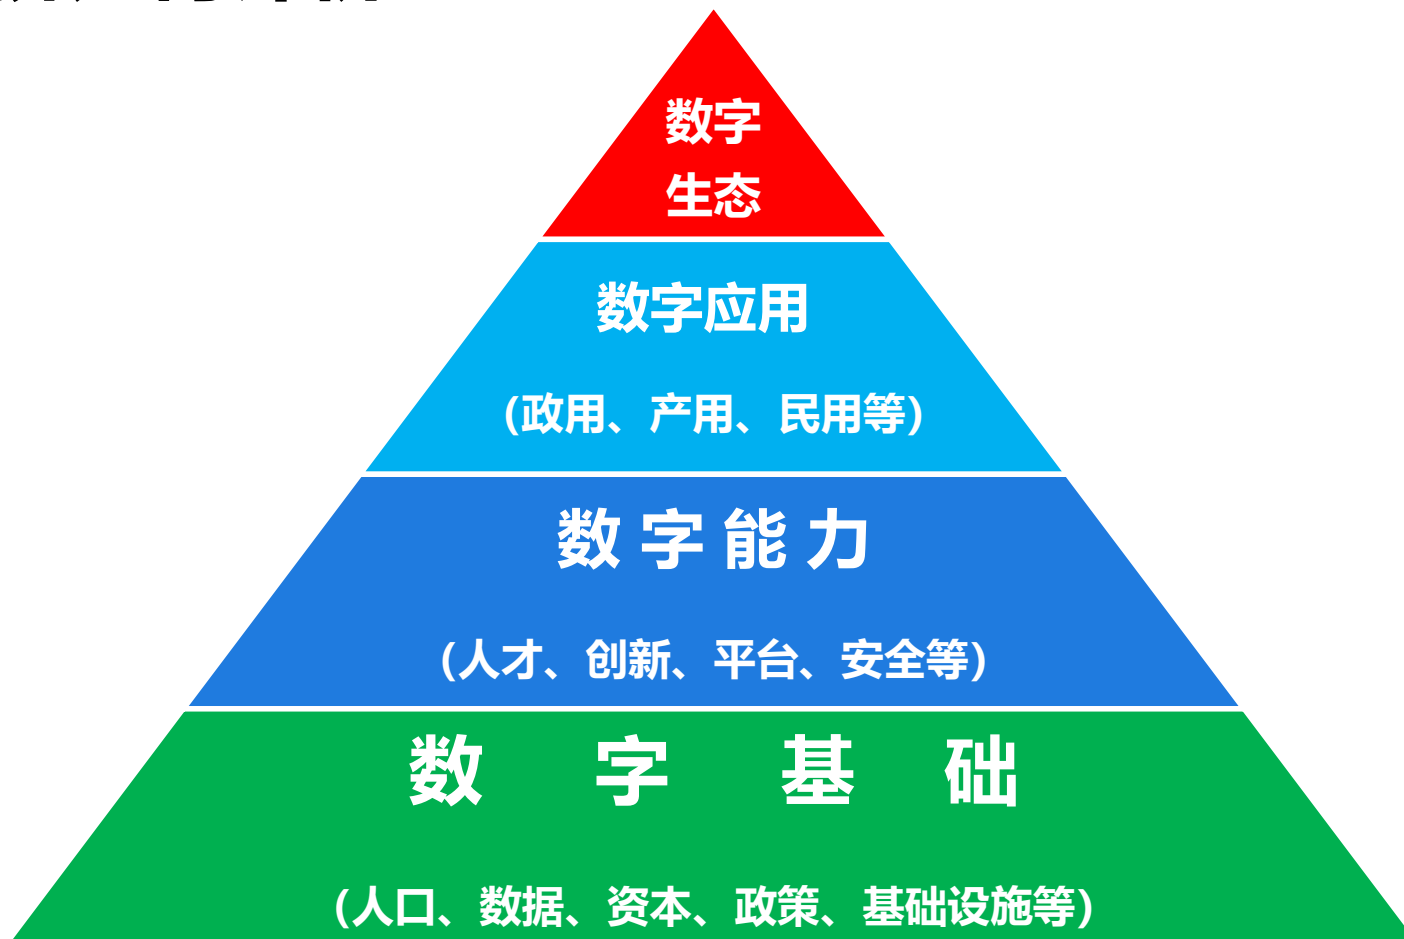 数字
生态
数字应用
(政用、产用、民用等)
数字能力
(人才、创新、平台、安全等)
数字基础
(人口、数据、资本、政策、基础设施等)